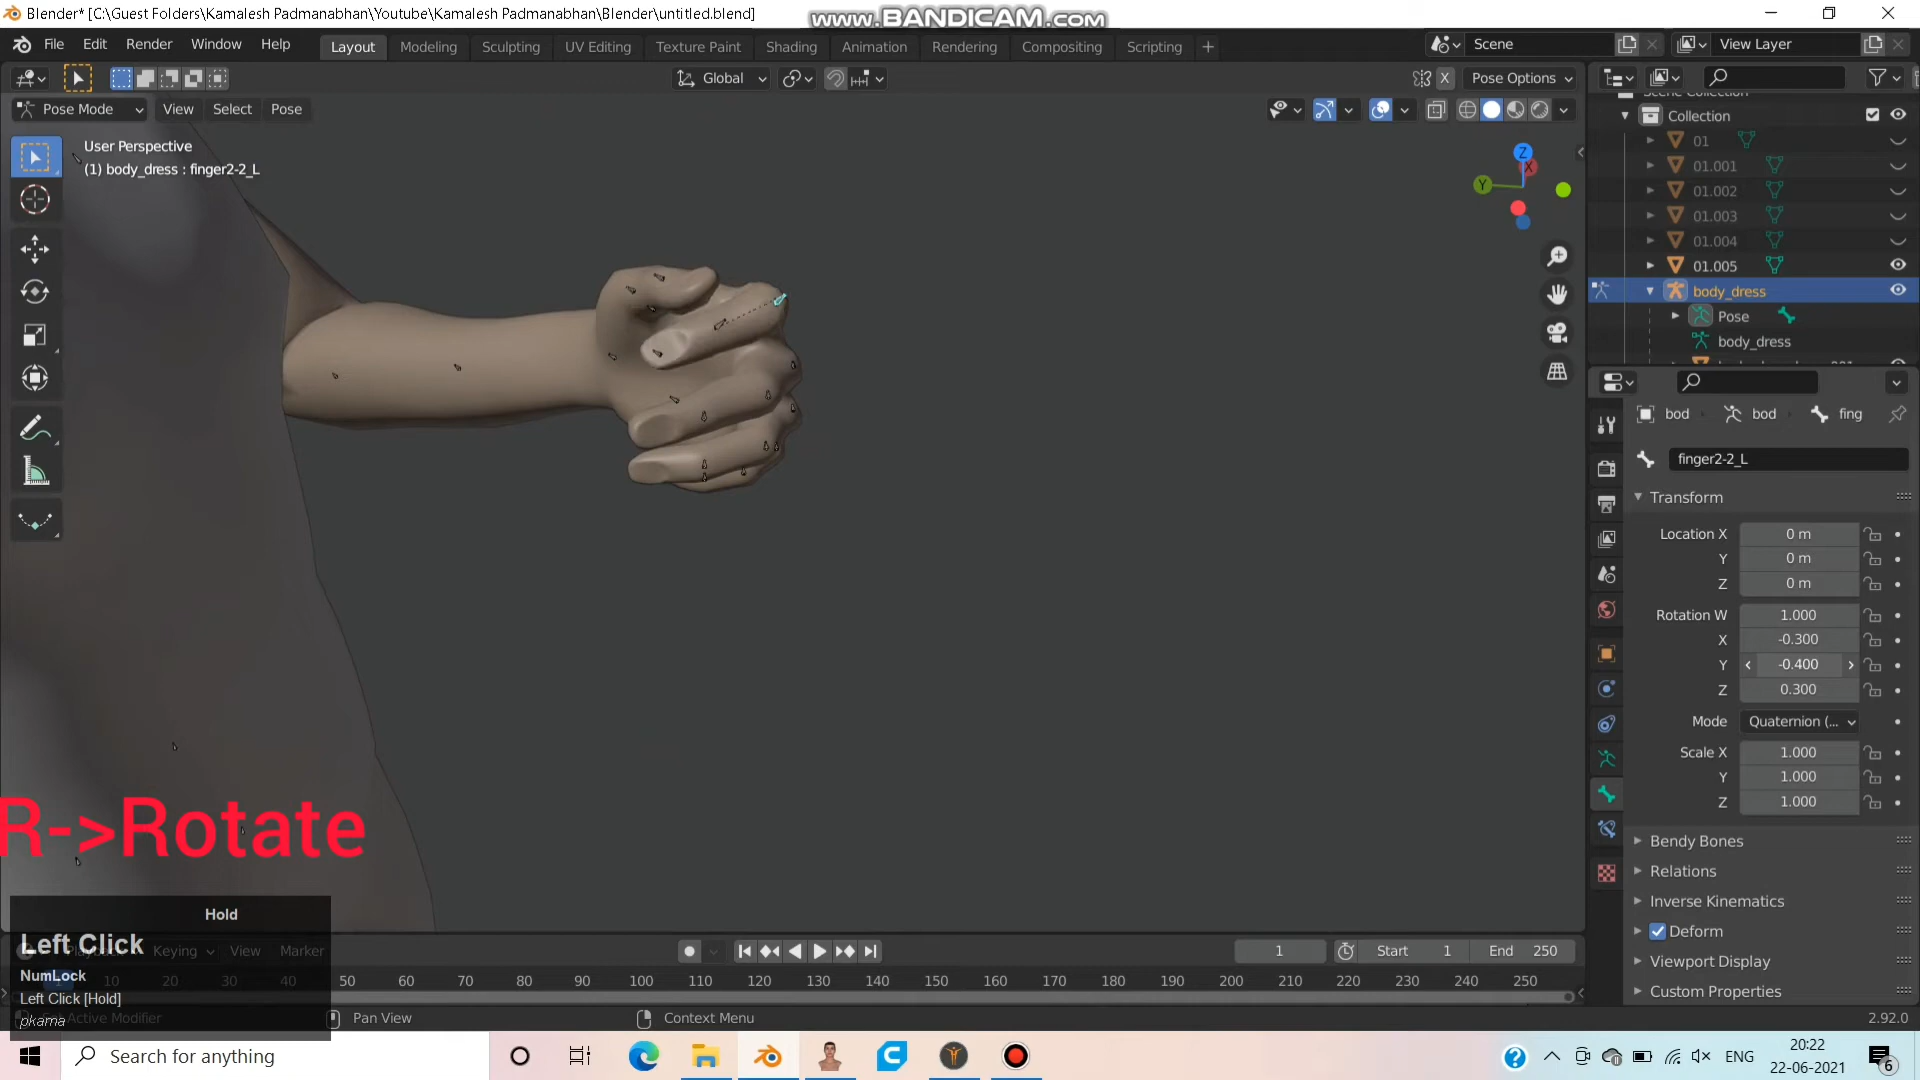 Blender* [C:\Guest Folders\Kamalesh Padmanabhan\Youtube\Kamalesh Padmanabhan\Blender\untitled.blend]
www.BANDICAM.com
File Edit Render Window Help
Layout Modeling Sculpting UV Editing Texture Paint Shading Animation Rendering Compositing Scripting +
Scene
View Layer
Global
X Pose Options
Pose Mode View Select Pose
User Perspective
(1) body_dress : finger2-2_L
Z
X
Y
Scene Collection
Collection
01
01.001
01.002
01.003
01.004
01.005
body_dress
Pose
body_dress
bod bod fing
finger2-2_L
Transform
Location X 0 m
Y 0 m
Z 0 m
Rotation W 1.000
X -0.300
Y -0.400
Z 0.300
Mode Quaternion (...
Scale X 1.000
Y 1.000
Z 1.000
Bendy Bones
Relations
Inverse Kinematics
Deform
Viewport Display
Custom Properties
R->Rotate
Hold
Left Click
NumLock
Left Click [Hold]
pkarna
Playback Keying View Marker
1 Start 1 End 250
1 10 20 30 40 50 60 70 80 90 100 110 120 130 140 150 160 170 180 190 200 210 220 230 240 250
Set Active Modifier Pan View Context Menu 2.92.0
Search for anything
ENG
20:22
22-06-2021
6